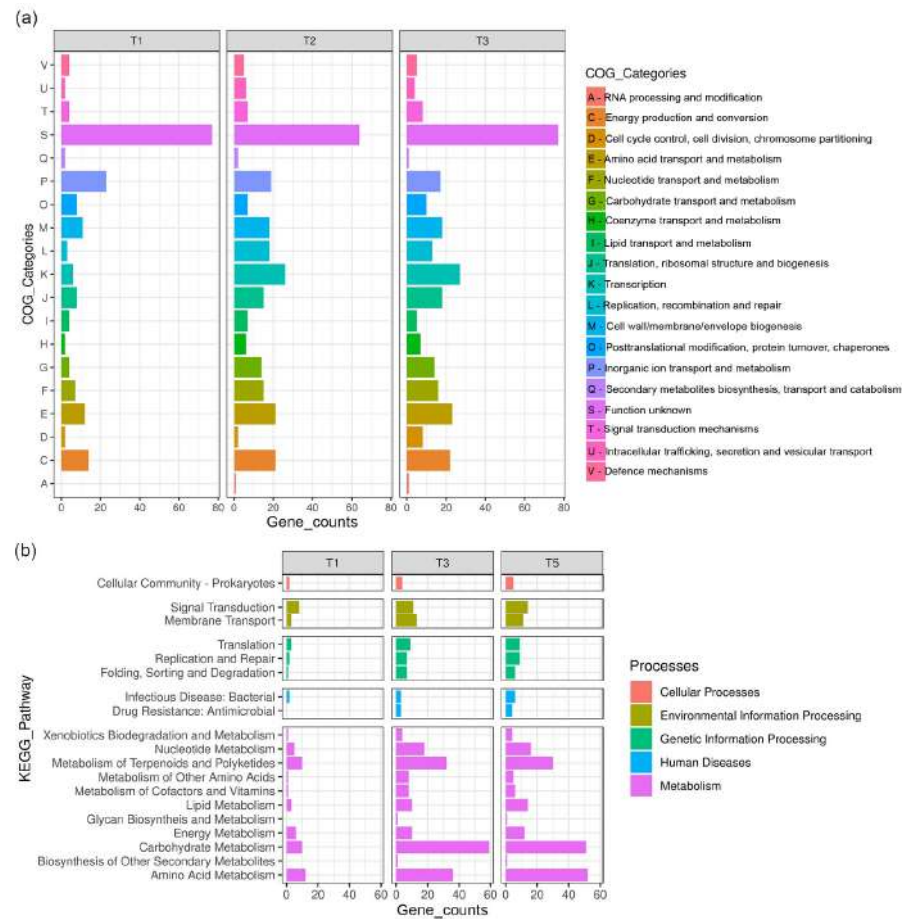 (a)
T1 T2 T3
COG_Categories
V
U
T
S
Q
P
O
M
L
K
J
I
H
G
F
E
D
C
A
0 20 40 60 80 0 20 40 60 80 0 20 40 60 80
Gene_counts
COG_Categories
A - RNA processing and modification
C - Energy production and conversion
D - Cell cycle control, cell division, chromosome partitioning
E - Amino acid transport and metabolism
F - Nucleotide transport and metabolism
G - Carbohydrate transport and metabolism
H - Coenzyme transport and metabolism
I - Lipid transport and metabolism
J - Translation, ribosomal structure and biogenesis
K - Transcription
L - Replication, recombination and repair
M - Cell wall/membrane/envelope biogenesis
O - Posttranslational modification, protein turnover, chaperones
P - Inorganic ion transport and metabolism
Q - Secondary metabolites biosynthesis, transport and catabolism
S - Function unknown
T - Signal transduction mechanisms
U - Intracellular trafficking, secretion and vesicular transport
V - Defence mechanisms
(b)
T1 T3 T5
KEGG_Pathway
Cellular Community - Prokaryotes
Signal Transduction
Membrane Transport
Translation
Replication and Repair
Folding, Sorting and Degradation
Infectious Disease: Bacterial
Drug Resistance: Antimicrobial
Xenobiotics Biodegradation and Metabolism
Nucleotide Metabolism
Metabolism of Terpenoids and Polyketides
Metabolism of Other Amino Acids
Metabolism of Cofactors and Vitamins
Lipid Metabolism
Glycan Biosyntheis and Metabolism
Energy Metabolism
Carbohydrate Metabolism
Biosynthesis of Other Secondary Metabolites
Amino Acid Metabolism
0 20 40 60 0 20 40 60 0 20 40 60
Gene_counts
Processes
Cellular Processes
Environmental Information Processing
Genetic Information Processing
Human Diseases
Metabolism